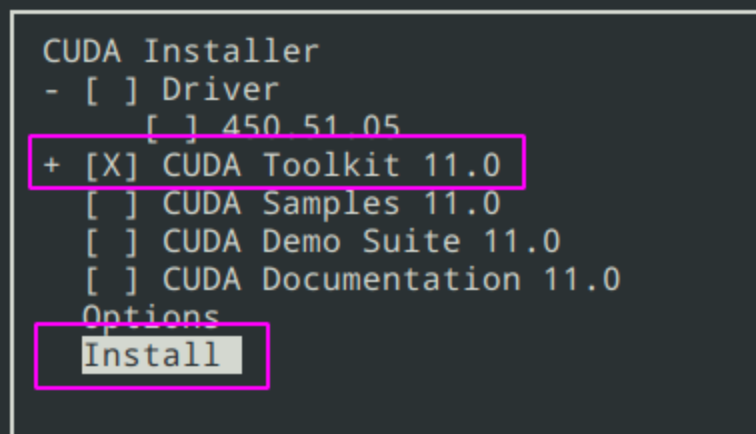 CUDA Installer
- [ ] Driver
[ ] 450.51.05
+ [X] CUDA Toolkit 11.0
[ ] CUDA Samples 11.0
[ ] CUDA Demo Suite 11.0
[ ] CUDA Documentation 11.0
Options
Install